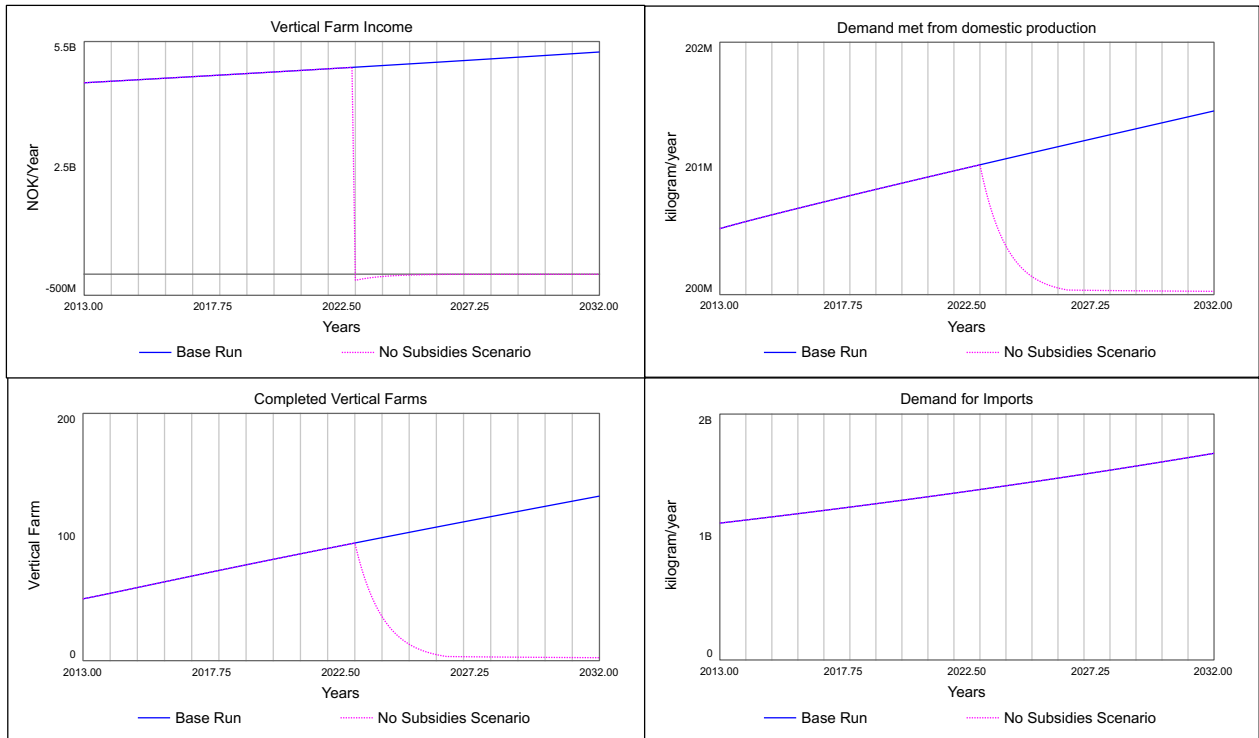 Vertical Farm Income
5.5B
2.5B
-500M
NOK/Year
2013.00 2017.75 2022.50 2027.25 2032.00
Years
Base Run No Subsidies Scenario
Demand met from domestic production
202M
201M
200M
kilogram/year
2013.00 2017.75 2022.50 2027.25 2032.00
Years
Base Run No Subsidies Scenario
Completed Vertical Farms
200
100
0
Vertical Farm
2013.00 2017.75 2022.50 2027.25 2032.00
Years
Base Run No Subsidies Scenario
Demand for Imports
2B
1B
0
kilogram/year
2013.00 2017.75 2022.50 2027.25 2032.00
Years
Base Run No Subsidies Scenario